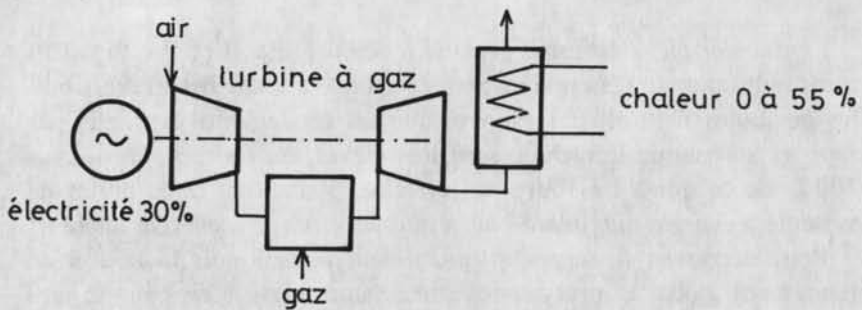 air
turbine à gaz
chaleur 0 à 55 %
~
électricité 30%
gaz